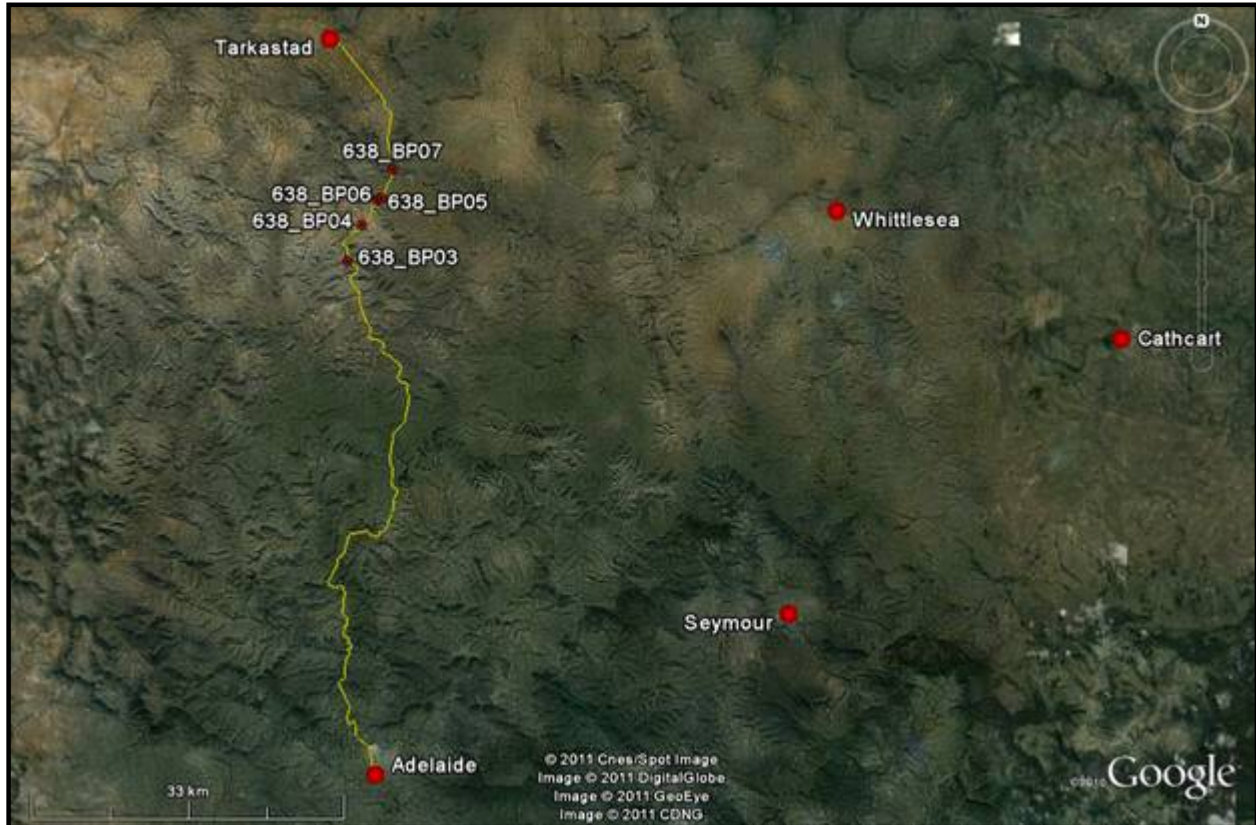 N
Tarkastad
638_BP07
638_BP06
638_BP05
638_BP04
638_BP03
Whittlesea
Cathcart
Seymour
Adelaide
33 km
© 2011 Cnes/Spot Image
Image © 2011 DigitalGlobe
Image © 2011 GeoEye
Image © 2011 CDNG
©2010 Google